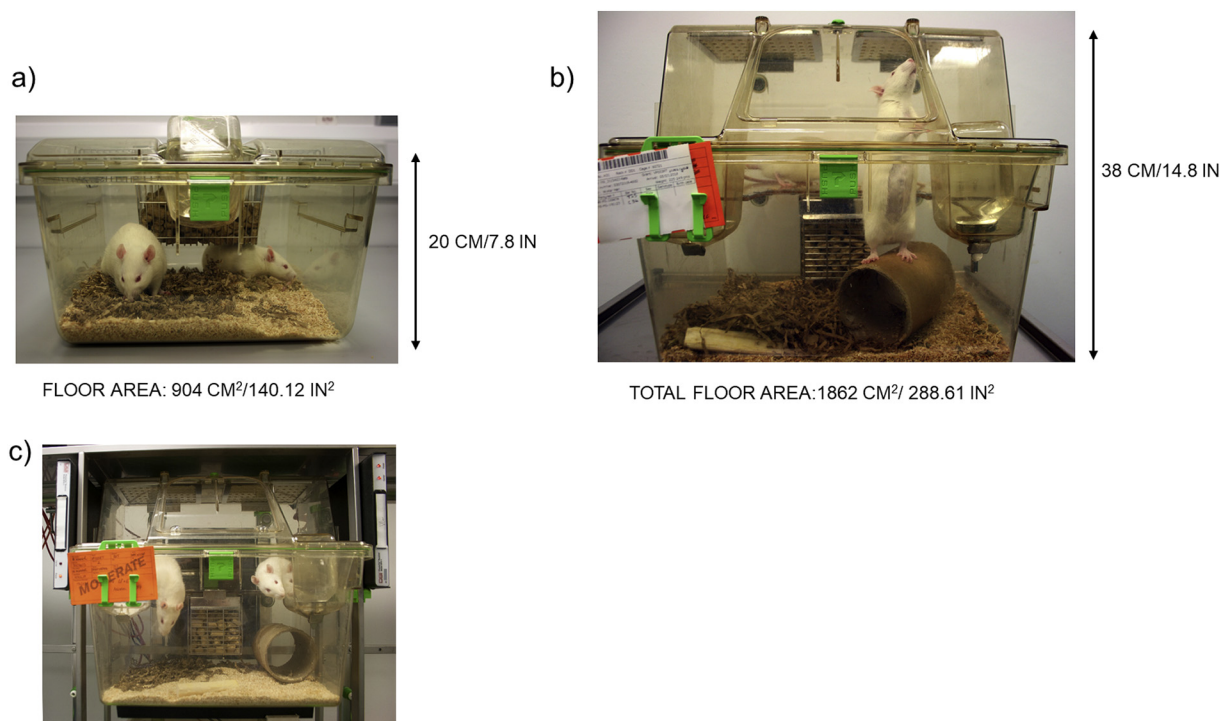 a)
20 CM/7.8 IN
FLOOR AREA: 904 CM²/140.12 IN²
b)
38 CM/14.8 IN
TOTAL FLOOR AREA:1862 CM²/ 288.61 IN²
c)
MODERATE